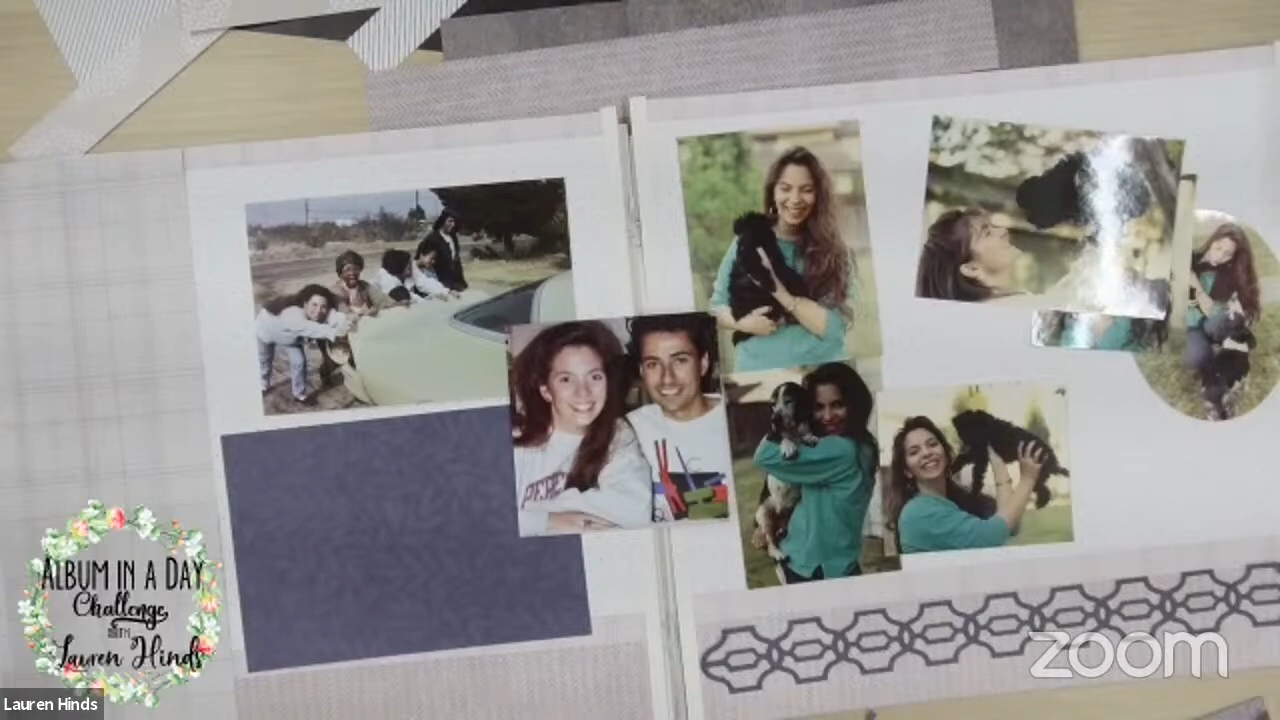 ALBUM IN A DAY
Challenge
WITH
Lauren Hinds
Lauren Hinds
zoom